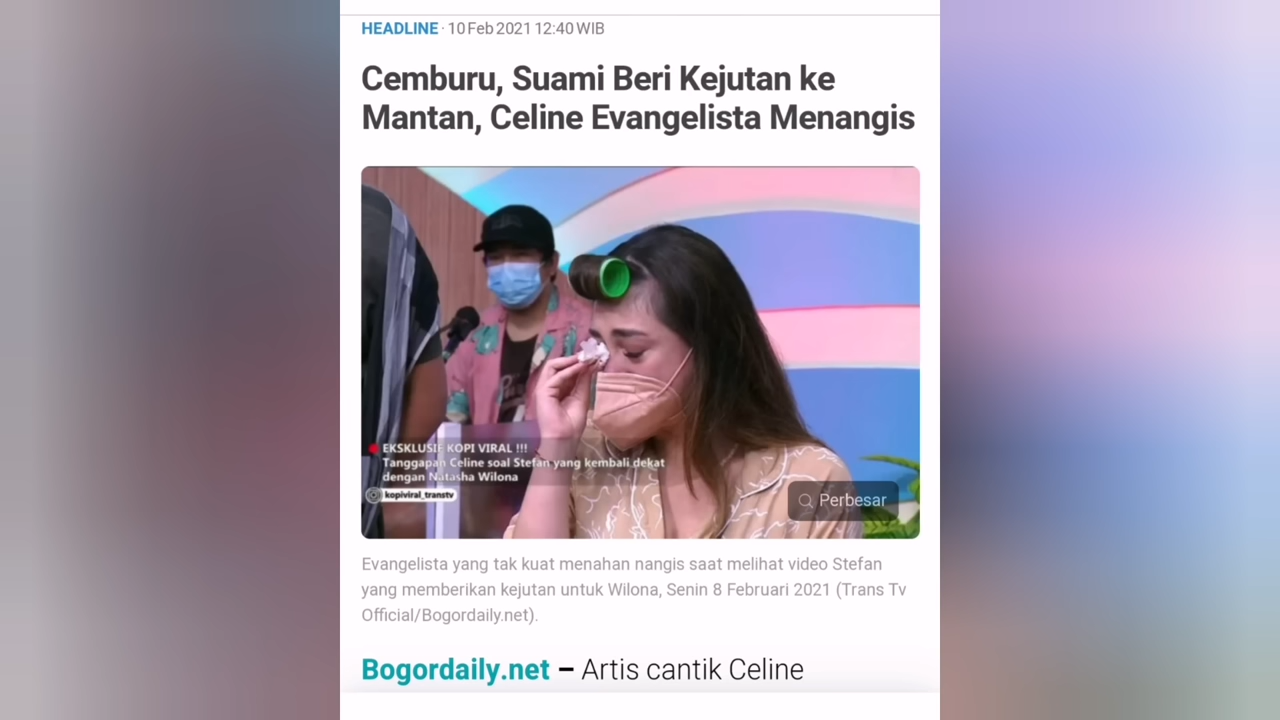 HEADLINE · 10 Feb 2021 12:40 WIB
Cemburu, Suami Beri Kejutan ke
Mantan, Celine Evangelista Menangis
EKSKLUSIF KOPI VIRAL !!!
Tanggapan Celine soal Stefan yang kembali dekat
dengan Natasha Wilona
kopiviral_transtv
Perbesar
Evangelista yang tak kuat menahan nangis saat melihat video Stefan
yang memberikan kejutan untuk Wilona, Senin 8 Februari 2021 (Trans Tv
Official/Bogordaily.net).
Bogordaily.net – Artis cantik Celine